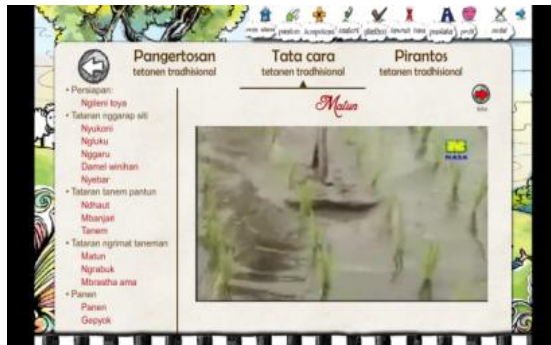 Pangertosan
tetanen tradhisional
Tata cara
tetanen tradhisional
Pirantos
tetanen tradhisional
Matun
• Persiapan:
Ngileni toya
• Tataran nggarap siti
Nyukoni
Ngluku
Nggaru
Damel winihan
Nyebar
• Tataran tanem pantun
Ndhaut
Mbanjari
Tanem
• Tataran ngrimat taneman
Matun
Ngrabuk
Mbrastha ama
• Panen
Panen
Gepyok
NASA